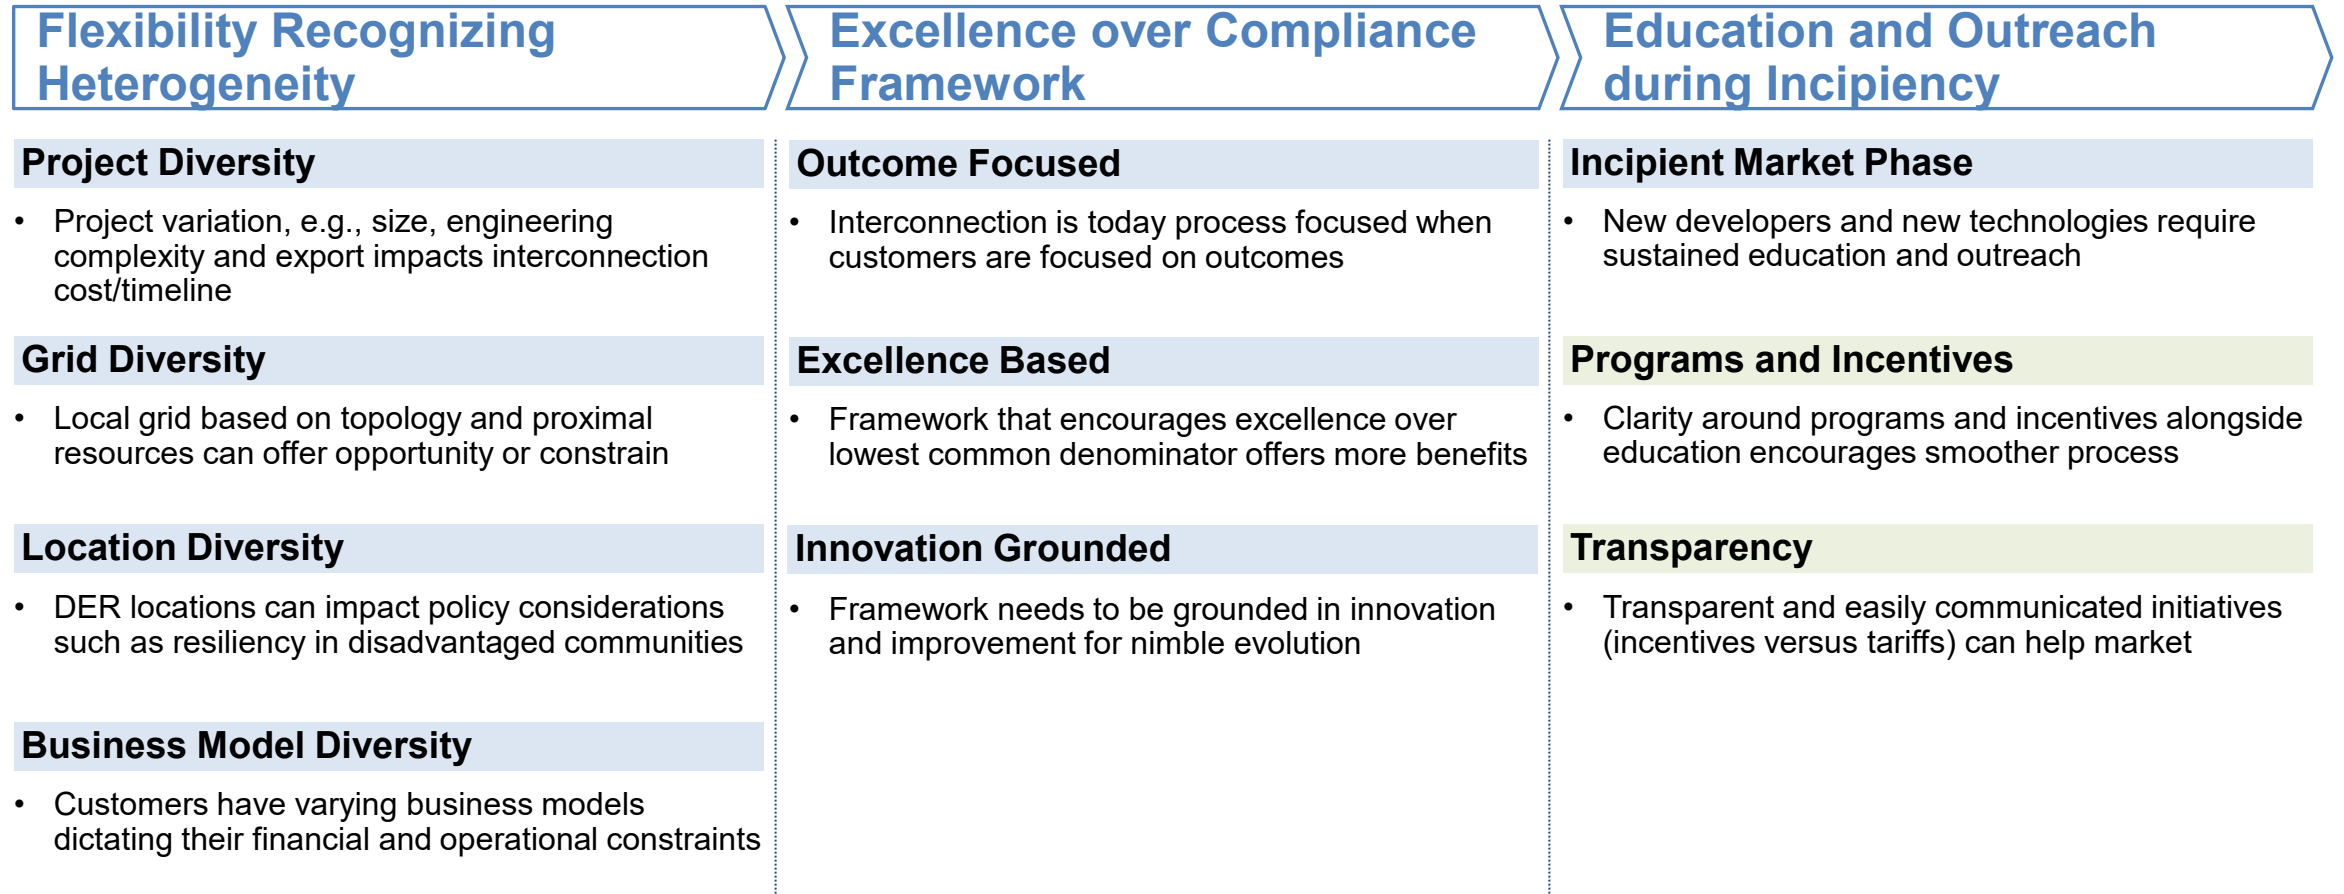 Flexibility Recognizing
Heterogeneity
Project Diversity
• Project variation, e.g., size, engineering
complexity and export impacts interconnection
cost/timeline
Grid Diversity
• Local grid based on topology and proximal
resources can offer opportunity or constrain
Location Diversity
• DER locations can impact policy considerations
such as resiliency in disadvantaged communities
Business Model Diversity
• Customers have varying business models
dictating their financial and operational constraints
Excellence over Compliance
Framework
Outcome Focused
• Interconnection is today process focused when
customers are focused on outcomes
Excellence Based
• Framework that encourages excellence over
lowest common denominator offers more benefits
Innovation Grounded
• Framework needs to be grounded in innovation
and improvement for nimble evolution
Education and Outreach
during Incipiency
Incipient Market Phase
• New developers and new technologies require
sustained education and outreach
Programs and Incentives
• Clarity around programs and incentives alongside
education encourages smoother process
Transparency
• Transparent and easily communicated initiatives
(incentives versus tariffs) can help market